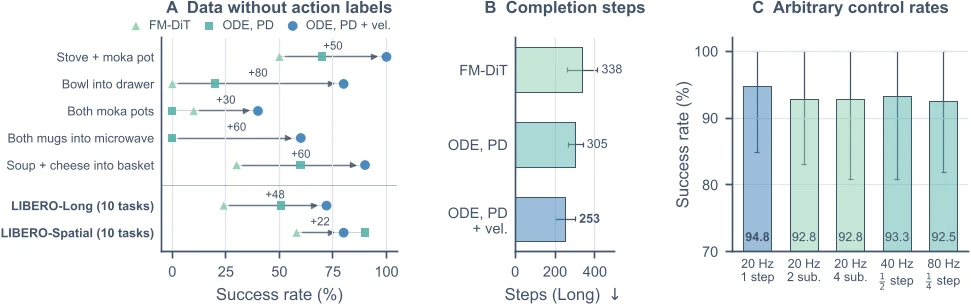 A Data without action labels
FM-DiT ODE, PD ODE, PD + vel.
Stove + moka pot
+50
Bowl into drawer
+80
Both moka pots
+30
Both mugs into microwave
+60
Soup + cheese into basket
+60
LIBERO-Long (10 tasks)
+48
LIBERO-Spatial (10 tasks)
+22
0 25 50 75 100
Success rate (%)
B Completion steps
FM-DiT
338
ODE, PD
305
ODE, PD
+ vel.
253
0 200 400
Steps (Long) ↓
C Arbitrary control rates
Success rate (%)
100
90
80
70
94.8 92.8 92.8 93.3 92.5
20 Hz 20 Hz 20 Hz 40 Hz 80 Hz
1 step 2 sub. 4 sub. 1/2 step 1/4 step